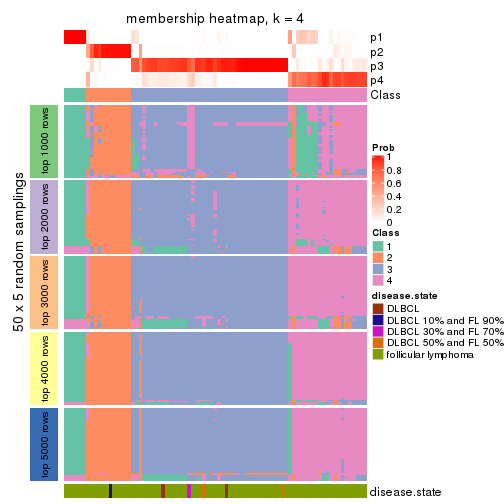 membership heatmap, k = 4
p1
p2
p3
p4
Class
50 x 5 random samplings
top 1000 rows
top 2000 rows
top 3000 rows
top 4000 rows
top 5000 rows
Prob
1
0.8
0.6
0.4
0.2
0
Class
1
2
3
4
disease.state
DLBCL
DLBCL 10% and FL 90%
DLBCL 30% and FL 70%
DLBCL 50% and FL 50%
follicular lymphoma
disease.state